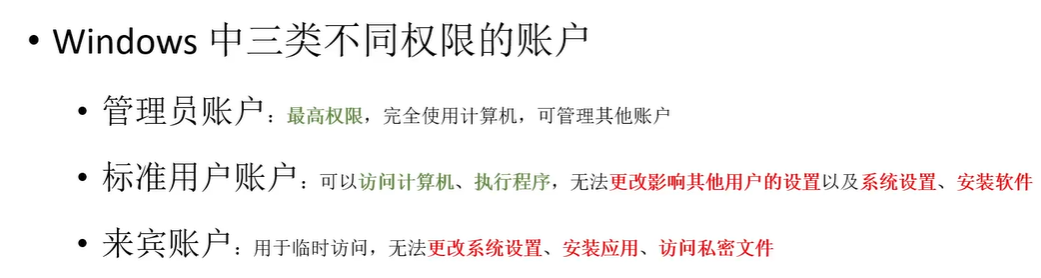 • Windows 中三类不同权限的账户
• 管理员账户：最高权限，完全使用计算机，可管理其他账户
• 标准用户账户：可以访问计算机、执行程序，无法更改影响其他用户的设置以及系统设置、安装软件
• 来宾账户：用于临时访问，无法更改系统设置、安装应用、访问私密文件